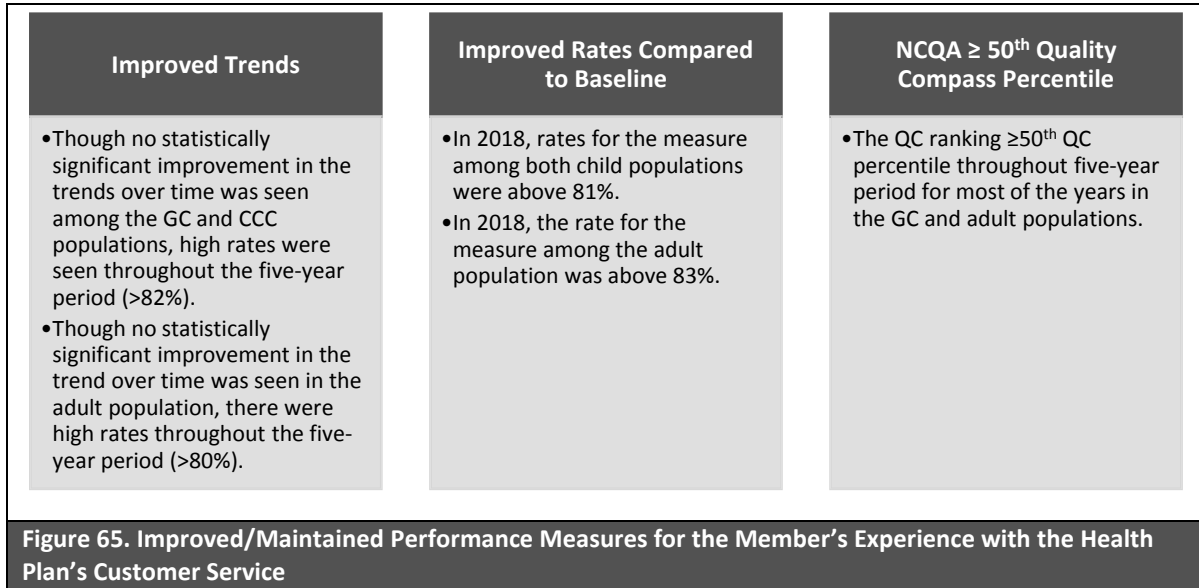 Improved Trends
•Though no statistically
significant improvement in the
trends over time was seen
among the GC and CCC
populations, high rates were
seen throughout the five-year
period (>82%).
•Though no statistically
significant improvement in the
trend over time was seen in the
adult population, there were
high rates throughout the five-
year period (>80%).
Improved Rates Compared
to Baseline
•In 2018, rates for the measure
among both child populations
were above 81%.
•In 2018, the rate for the
measure among the adult
population was above 83%.
NCQA ≥ 50th Quality
Compass Percentile
•The QC ranking ≥50th QC
percentile throughout five-year
period for most of the years in
the GC and adult populations.
Figure 65. Improved/Maintained Performance Measures for the Member’s Experience with the Health
Plan’s Customer Service